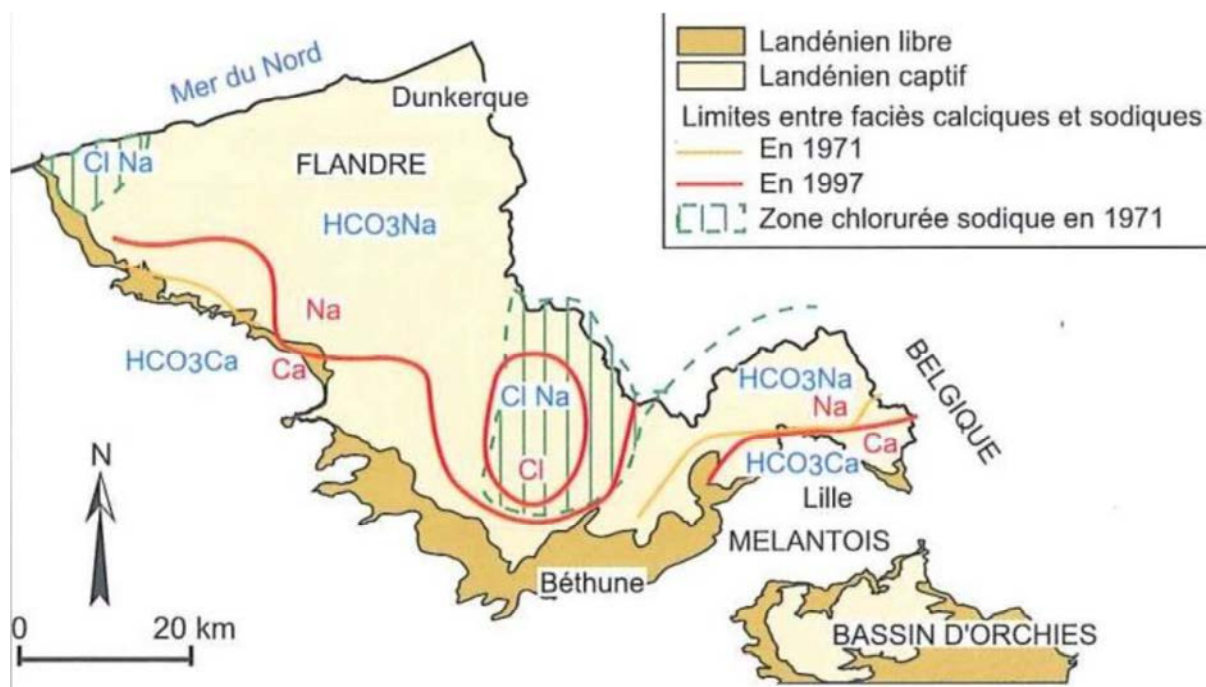 Landénien libre
Landénien captif
Limites entre faciès calciques et sodiques
En 1971
En 1997
Zone chlorurée sodique en 1971
Mer du Nord
Dunkerque
Cl Na
FLANDRE
HCO3Na
Na
HCO3Ca
Ca
Cl Na
Cl
HCO3Na
Na
Ca
HCO3Ca
BELGIQUE
Lille
MELANTOIS
Béthune
BASSIN D'ORCHIES
N
0 20 km